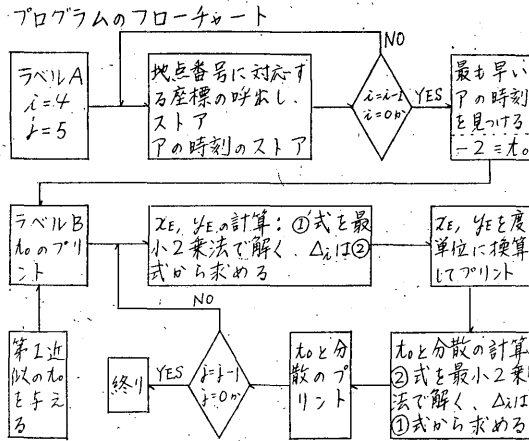 プログラムのフローチャート
ラベルA
i=4
j=5
地点番号に対応す
る座標の呼出し、
ストア
Pの時刻のストア
NO
i=i-1
i=0か
YES
最も早い
Pの時刻
を見つける
-2≡t₀
ラベルB
t₀のプリ
ント
xE, yEの計算:①式を最
小2乗法で解く、Δiは②
式から求める
xE, yEを度
単位に換算
してプリント
NO
第1近
似のt₀
を与える
終り
YES
j=j-1
j=0か
t₀と分
散のプ
リント
t₀と分散の計算
②式を最小2乗
法で解く、Δiは
①式から求める